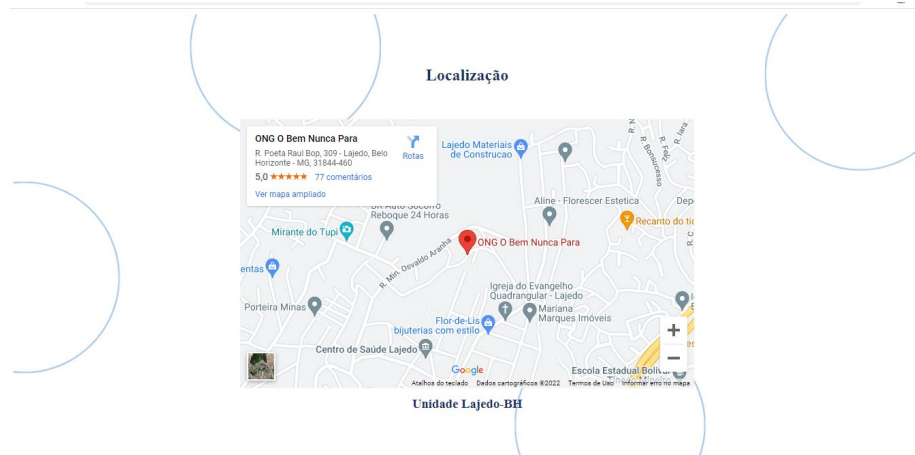 Localização
ONG O Bem Nunca Para
R. Poeta Raul Bop, 309 - Lajedo, Belo
Horizonte - MG, 31844-460
Rotas
5,0 ★★★★★ 77 comentários
Ver mapa ampliado
Lajedo Materiais
de Construcao
R. Bonsucesso
R. Iara
Aline - Florescer Estetica
Reboque 24 Horas
Mirante do Tupi
Recanto do
ONG O Bem Nunca Para
R. Min. Osvaldo Aranha
entas
Igreja do Evangelho
Quadrangular - Lajedo
Porteira Minas
Mariana
Marques Imóveis
Flor-de-Lis
bijuterias com estilo
+
Centro de Saúde Lajedo
−
Google
Escola Estadual
Atalhos do teclado Dados cartográficos ©2022 Termos de Uso Informar erro no mapa
Unidade Lajedo-BH